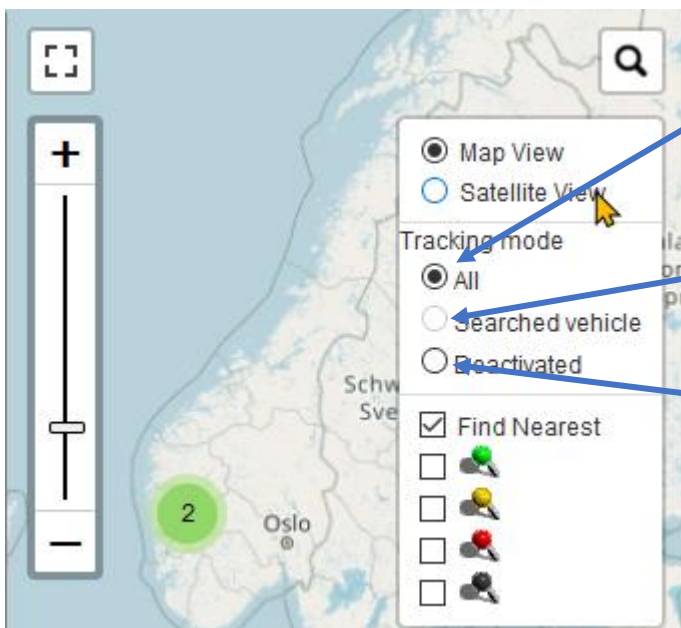 +
Map View
Satellite View
Tracking mode
All
Searched vehicle
Deactivated
Schw
Sve
Find Nearest
2
Oslo
−